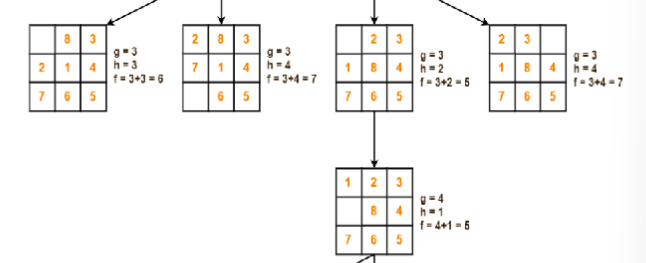 8 3
2 1 4
7 6 5
g = 3
h = 3
f = 3+3 = 6
2 8 3
7 1 4
6 5
g = 3
h = 4
f = 3+4 = 7
2 3
1 8 4
7 6 5
g = 3
h = 2
f = 3+2 = 5
2 3
1 8 4
7 6 5
g = 3
h = 4
f = 3+4 = 7
1 2 3
8 4
7 6 5
g = 4
h = 1
f = 4+1 = 5